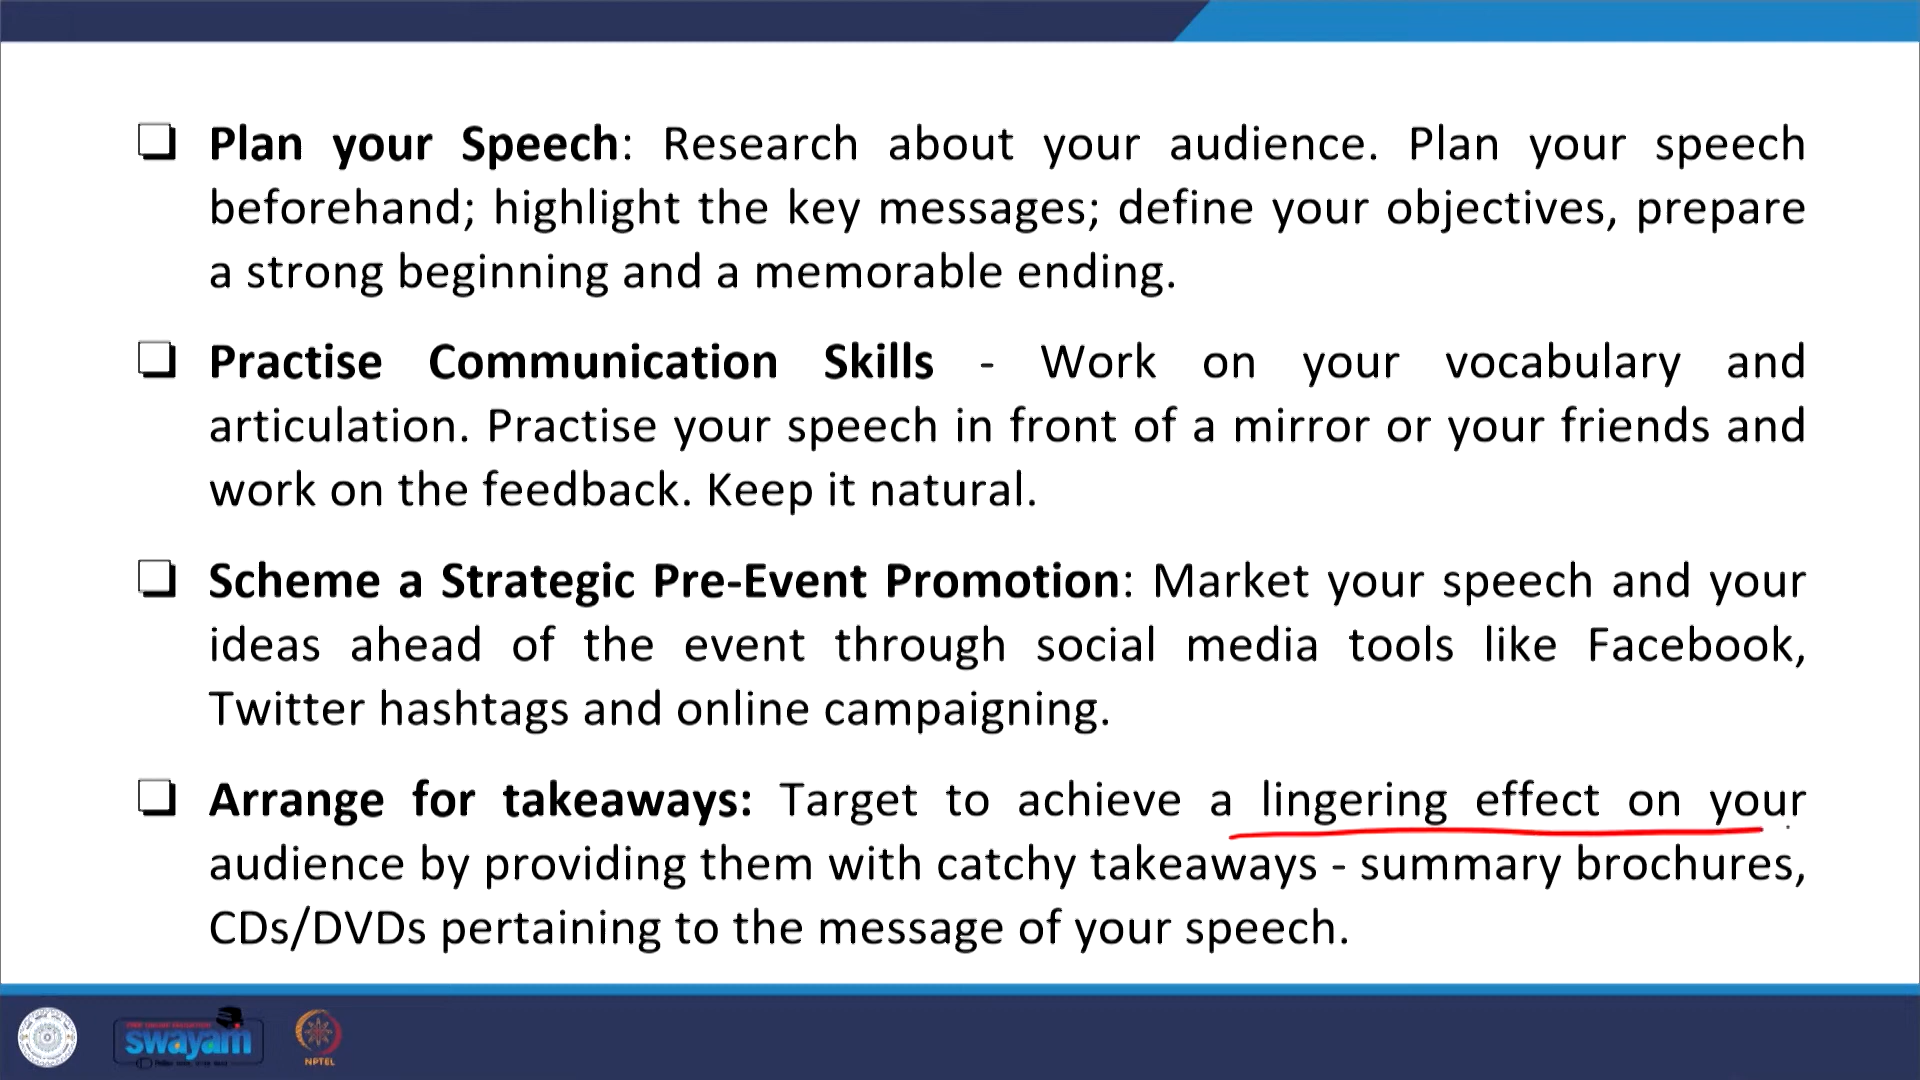 Plan your Speech: Research about your audience. Plan your speech
beforehand; highlight the key messages; define your objectives, prepare
a strong beginning and a memorable ending.
Practise Communication Skills - Work on your vocabulary and
articulation. Practise your speech in front of a mirror or your friends and
work on the feedback. Keep it natural.
Scheme a Strategic Pre-Event Promotion: Market your speech and your
ideas ahead of the event through social media tools like Facebook,
Twitter hashtags and online campaigning.
Arrange for takeaways: Target to achieve a lingering effect on your
audience by providing them with catchy takeaways - summary brochures,
CDs/DVDs pertaining to the message of your speech.
swayam
NPTEL